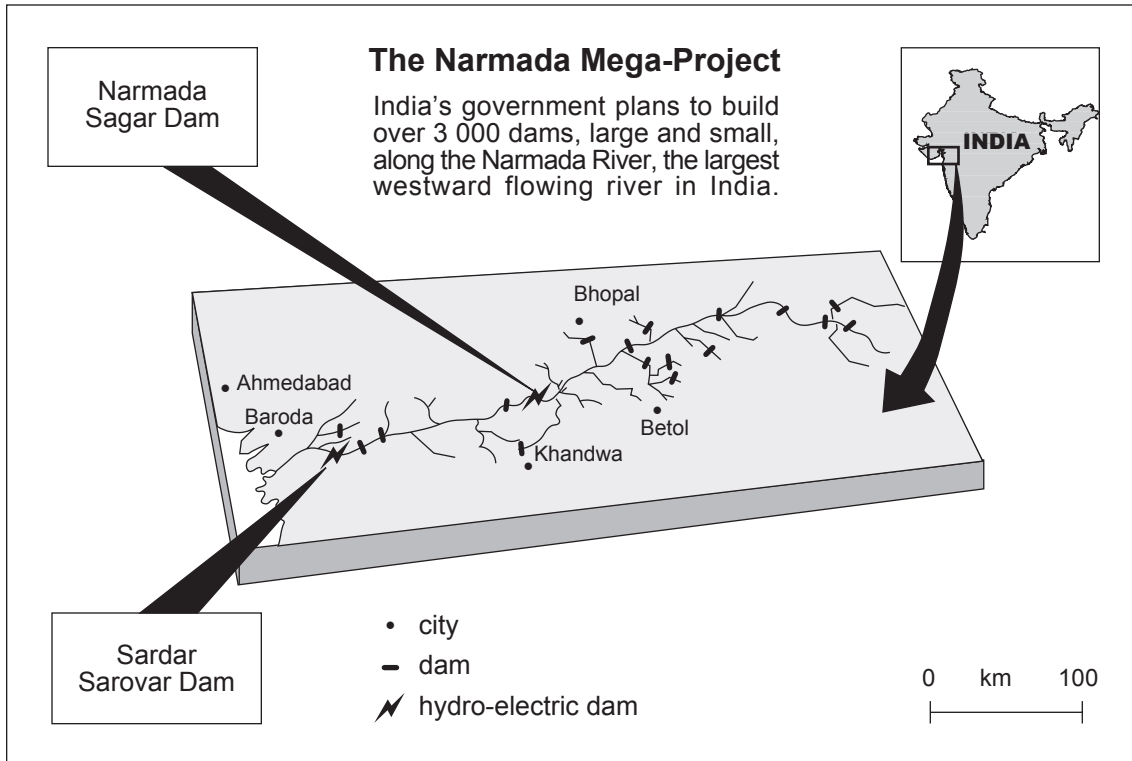 The Narmada Mega-Project
India's government plans to build
over 3 000 dams, large and small,
along the Narmada River, the largest
westward flowing river in India.
Narmada
Sagar Dam
INDIA
Bhopal
Ahmedabad
Baroda
Betol
Khandwa
Sardar
Sarovar Dam
city
dam
hydro-electric dam
0 km 100